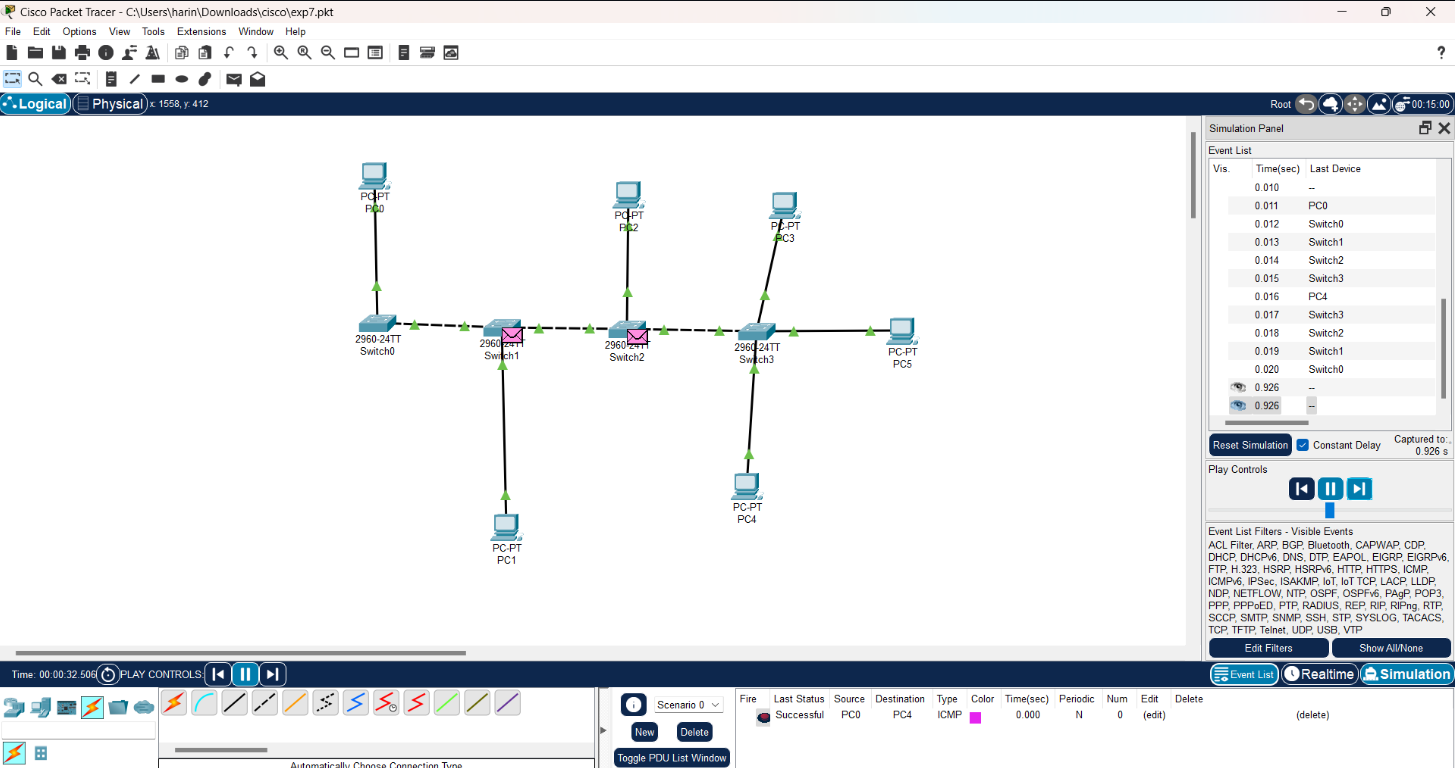 Cisco Packet Tracer - C:\Users\harin\Downloads\cisco\exp7.pkt
File Edit Options View Tools Extensions Window Help
?
Logical Physical x: 1558, y: 412 Root 00:15:00
Simulation Panel
Event List
Vis. Time(sec) Last Device
0.010 --
0.011 PC0
0.012 Switch0
0.013 Switch1
0.014 Switch2
0.015 Switch3
0.016 PC4
0.017 Switch3
0.018 Switch2
0.019 Switch1
0.020 Switch0
0.926 --
0.926 --
Reset Simulation Constant Delay Captured to:
0.926 s
Play Controls
Event List Filters - Visible Events
ACL Filter, ARP, BGP, Bluetooth, CAPWAP, CDP,
DHCP, DHCPv6, DNS, DTP, EAPOL, EIGRP, EIGRPv6,
FTP, H.323, HSRP, HSRPv6, HTTP, HTTPS, ICMP,
ICMPv6, IPSec, ISAKMP, IoT, IoT TCP, LACP, LLDP,
NDP, NETFLOW, NTP, OSPF, OSPFv6, PAgP, POP3,
PPP, PPPoED, PTP, RADIUS, REP, RIP, RIPng, RTP,
SCCP, SMTP, SNMP, SSH, STP, SYSLOG, TACACS,
TCP, TFTP, Telnet, UDP, USB, VTP
Edit Filters Show All/None
PC-PT
PC0
PC-PT
PC2
PC-PT
PC3
2960-24TT
Switch0
2960-24TT
Switch1
2960-24TT
Switch2
2960-24TT
Switch3
PC-PT
PC5
PC-PT
PC4
PC-PT
PC1
Time: 00:00:32.506 PLAY CONTROLS: Event List Realtime Simulation
Scenario 0
New Delete
Toggle PDU List Window
Fire Last Status Source Destination Type Color Time(sec) Periodic Num Edit Delete
Successful PC0 PC4 ICMP 0.000 N 0 (edit) (delete)
Automatically Choose Connection Type